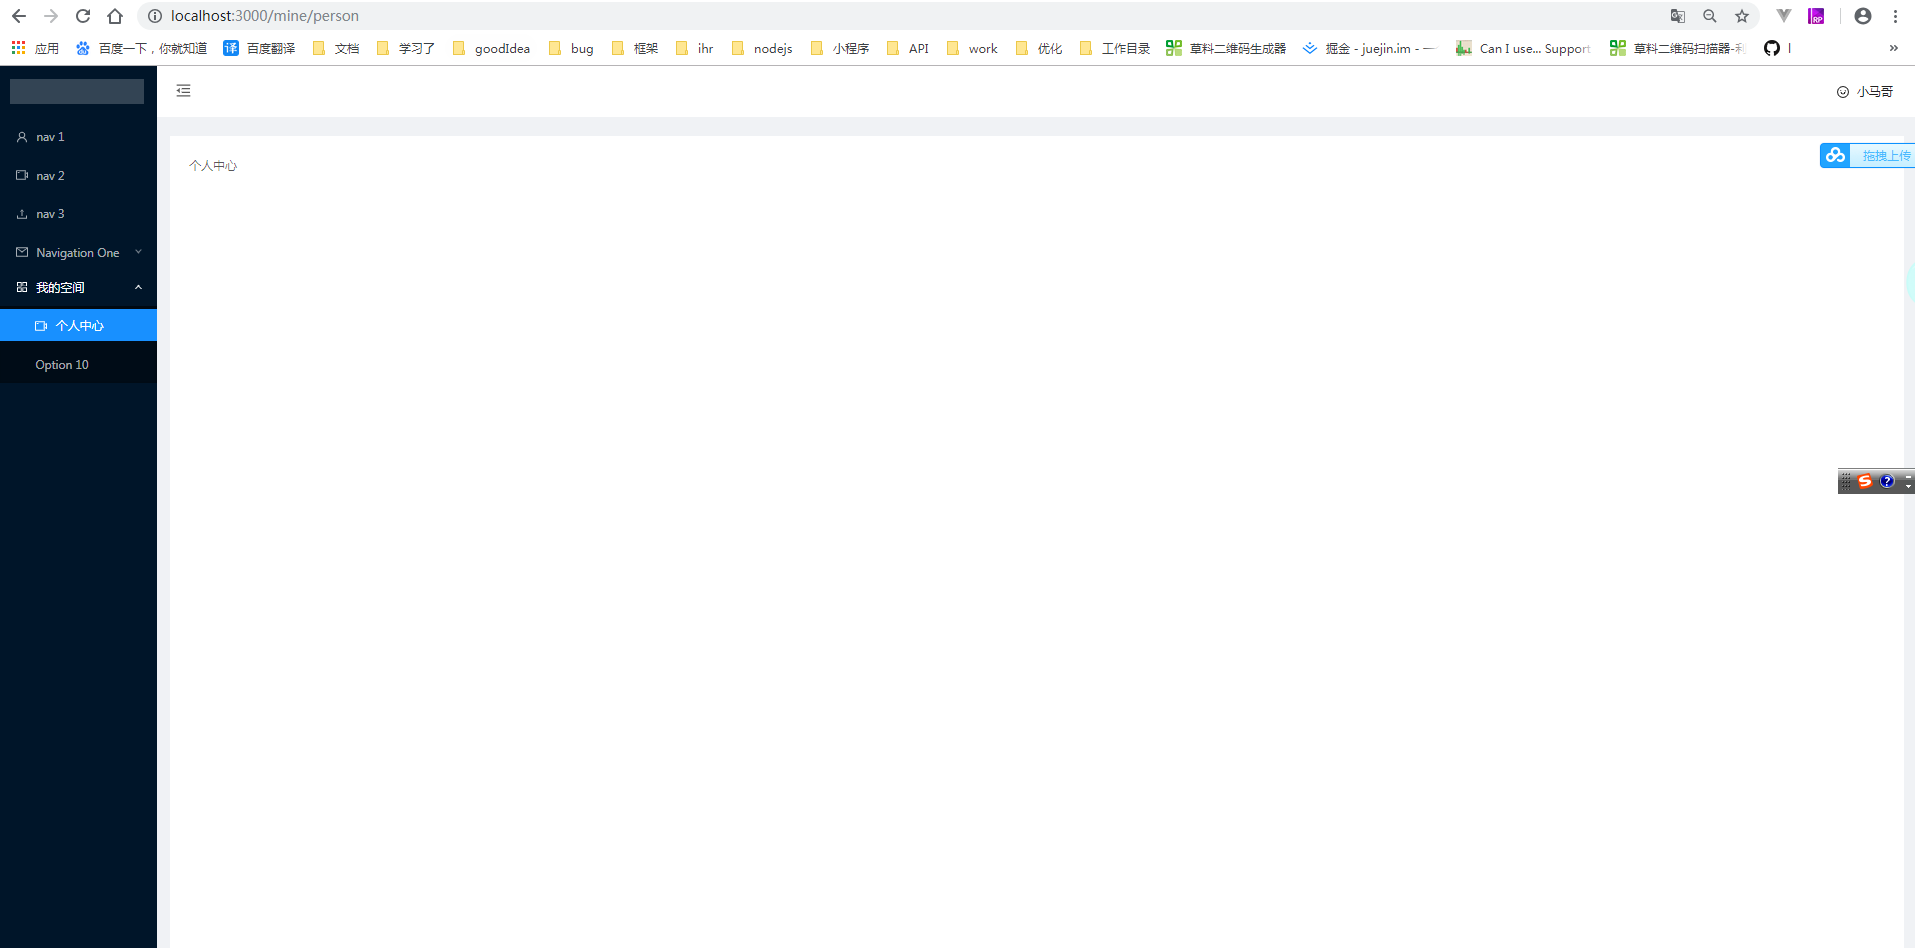 localhost:3000/mine/person
应用 百度一下，你就知道 译 百度翻译 文档 学习了 goodIdea bug 框架 ihr nodejs 小程序 API work 优化 工作目录 草料二维码生成器 掘金 - juejin.im - 一 Can I use... Support 草料二维码扫描器-利 »
小马哥
nav 1
nav 2
nav 3
Navigation One
我的空间
个人中心
Option 10
个人中心
拖拽上传